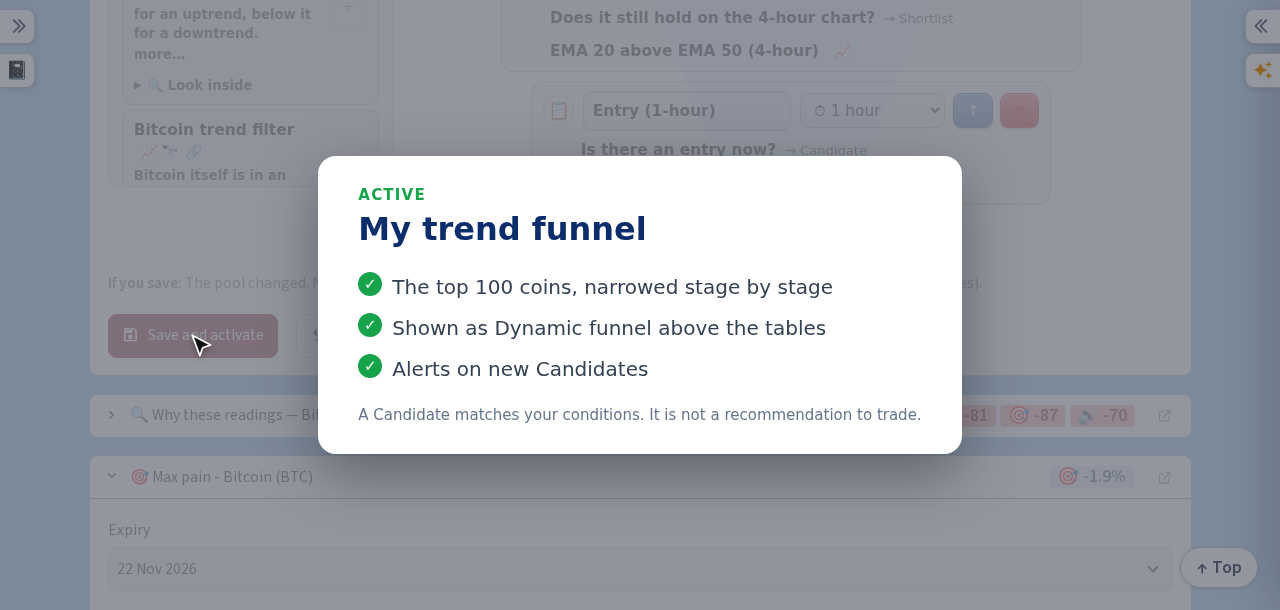 for an uptrend, below it
for a downtrend.
more...
▶ 🔍 Look inside
Bitcoin trend filter
Bitcoin itself is in an
Does it still hold on the 4-hour chart? → Shortlist
EMA 20 above EMA 50 (4-hour)
Entry (1-hour)
⏱ 1 hour
Is there an entry now? → Candidate
ACTIVE
My trend funnel
✓ The top 100 coins, narrowed stage by stage
✓ Shown as Dynamic funnel above the tables
✓ Alerts on new Candidates
A Candidate matches your conditions. It is not a recommendation to trade.
If you save: The pool changed.
Save and activate
Why these readings — Bit
-81 -87 -70
Max pain - Bitcoin (BTC)
-1.9%
Expiry
22 Nov 2026
↑ Top